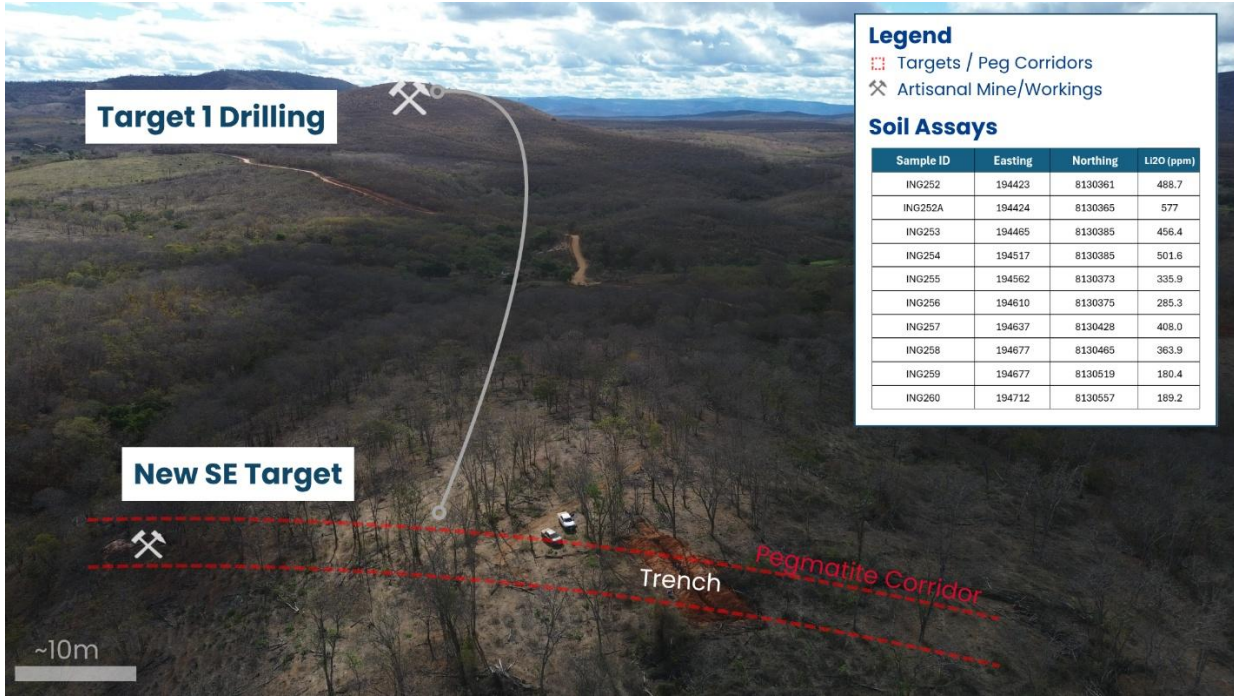 Legend
Targets / Peg Corridors
Artisanal Mine/Workings
Soil Assays
Sample ID Easting Northing Li2O (ppm)
ING252 194423 8130361 488.7
ING252A 194424 8130365 577
ING253 194465 8130385 456.4
ING254 194517 8130385 501.6
ING255 194562 8130373 335.9
ING256 194610 8130375 285.3
ING257 194637 8130428 408.0
ING258 194677 8130465 363.9
ING259 194677 8130519 180.4
ING260 194712 8130557 189.2
Target 1 Drilling
New SE Target
Pegmatite Corridor
Trench
~10m